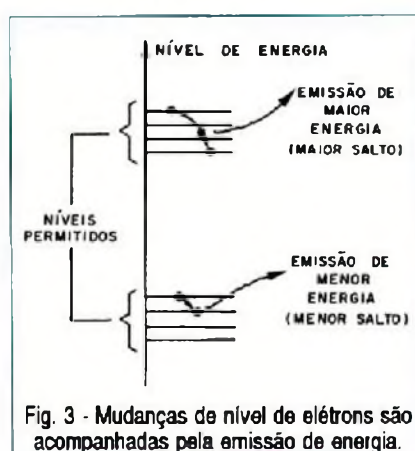 NÍVEL DE ENERGIA
EMISSÃO DE
MAIOR
ENERGIA
(MAIOR SALTO)
NÍVEIS
PERMITIDOS
EMISSÃO DE
MENOR
ENERGIA
(MENOR SALTO)
Fig. 3 - Mudanças de nível de elétrons são
acompanhadas pela emissão de energia.